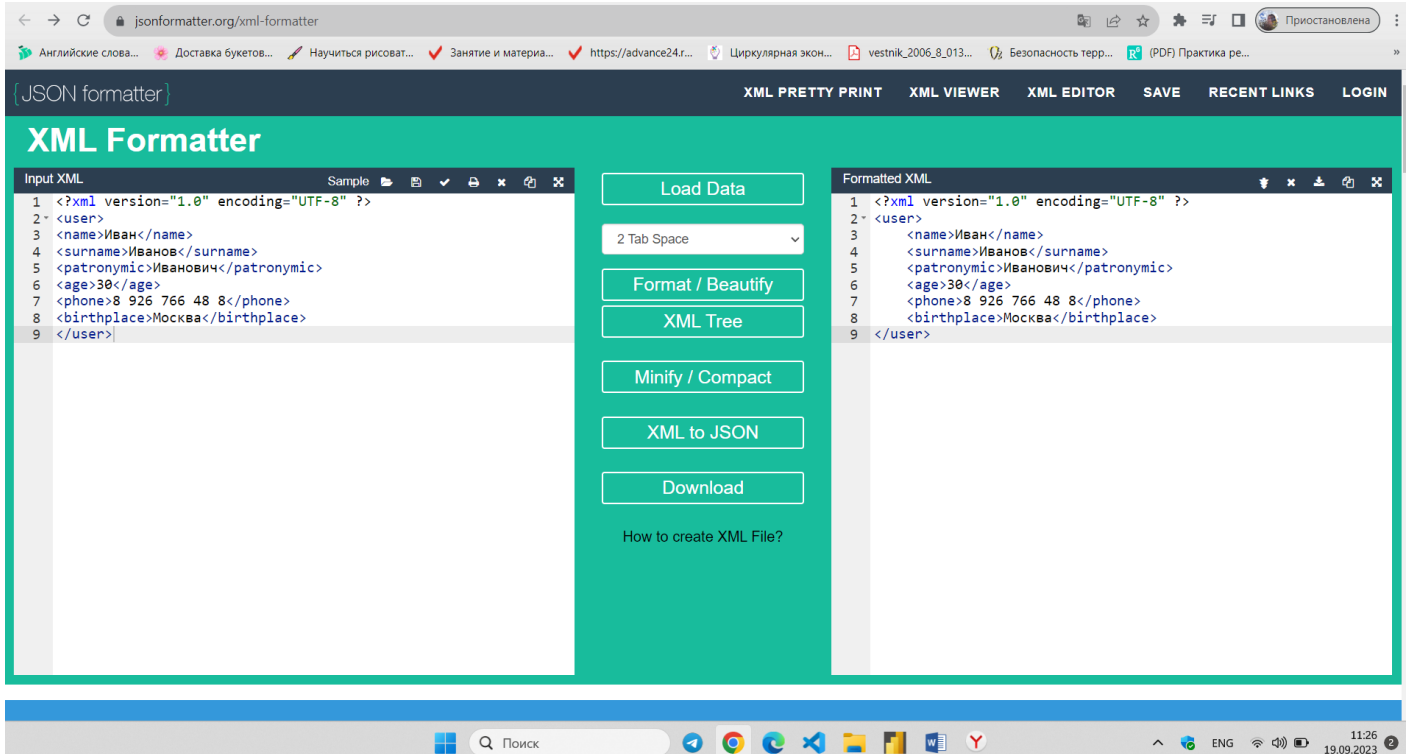 jsonformatter.org/xml-formatter
Приостановлена
Английские слова...
Доставка букетов...
Научиться рисоват...
Занятие и материа...
https://advance24.r...
Циркулярная экон...
vestnik_2006_8_013...
Безопасность терр...
(PDF) Практика ре...
»
{JSON formatter}
XML PRETTY PRINT
XML VIEWER
XML EDITOR
SAVE
RECENT LINKS
LOGIN
XML Formatter
Input XML
Sample
1 <?xml version="1.0" encoding="UTF-8" ?>
2 <user>
3 <name>Иван</name>
4 <surname>Иванов</surname>
5 <patronymic>Иванович</patronymic>
6 <age>30</age>
7 <phone>8 926 766 48 8</phone>
8 <birthplace>Москва</birthplace>
9 </user>
Load Data
2 Tab Space
Format / Beautify
XML Tree
Minify / Compact
XML to JSON
Download
How to create XML File?
Formatted XML
1 <?xml version="1.0" encoding="UTF-8" ?>
2 <user>
3 <name>Иван</name>
4 <surname>Иванов</surname>
5 <patronymic>Иванович</patronymic>
6 <age>30</age>
7 <phone>8 926 766 48 8</phone>
8 <birthplace>Москва</birthplace>
9 </user>
Поиск
ENG
11:26
19.09.2023
2